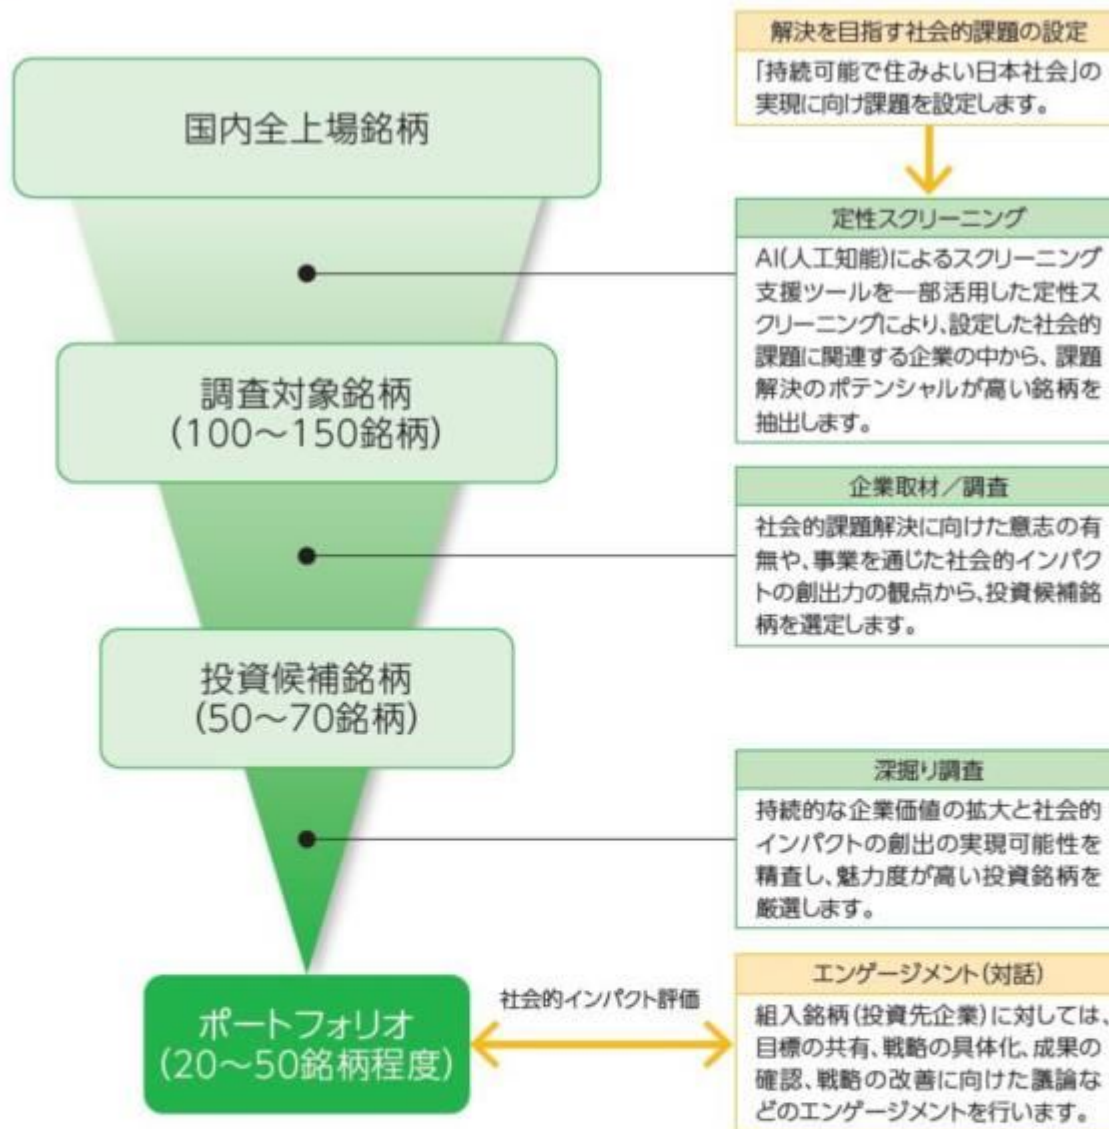 解決を目指す社会的課題の設定
「持続可能で住みよい日本社会」の
実現に向け課題を設定します。
国内全上場銘柄
定性スクリーニング
AI(人工知能)によるスクリーニング
支援ツールを一部活用した定性ス
クリーニングにより、設定した社会的
課題に関連する企業の中から、課題
解決のポテンシャルが高い銘柄を
抽出します。
調査対象銘柄
(100～150銘柄)
企業取材／調査
社会的課題解決に向けた意志の有
無や、事業を通じた社会的インパク
トの創出力の観点から、投資候補銘
柄を選定します。
投資候補銘柄
(50～70銘柄)
深掘り調査
持続的な企業価値の拡大と社会的
インパクトの創出の実現可能性を
精査し、魅力度が高い投資銘柄を
厳選します。
ポートフォリオ
(20～50銘柄程度)
社会的インパクト評価
エンゲージメント(対話)
組入銘柄(投資先企業)に対しては、
目標の共有、戦略の具体化、成果の
確認、戦略の改善に向けた議論な
どのエンゲージメントを行います。